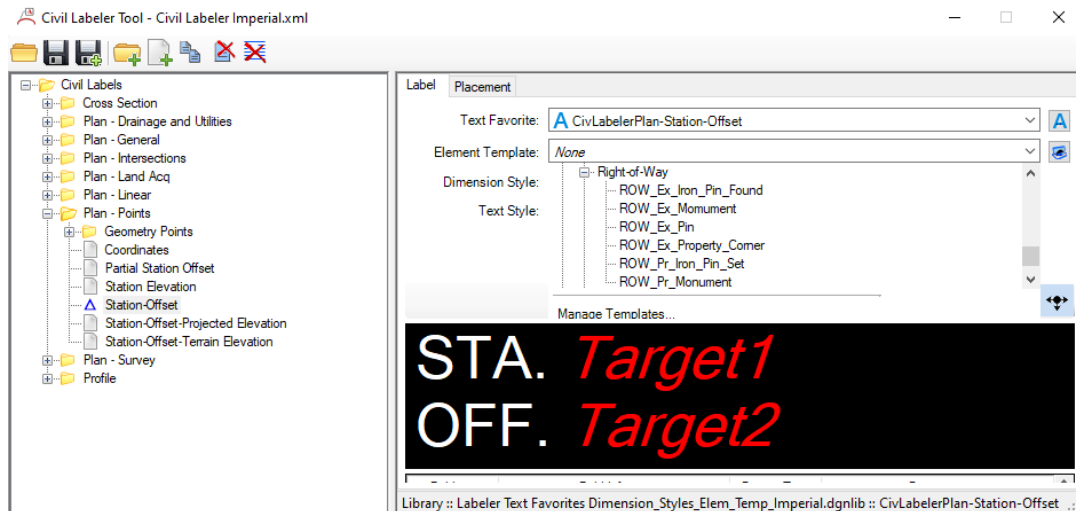 Civil Labeler Tool - Civil Labeler Imperial.xml
Civil Labels
Cross Section
Plan - Drainage and Utilities
Plan - General
Plan - Intersections
Plan - Land Acq
Plan - Linear
Plan - Points
Geometry Points
Coordinates
Partial Station Offset
Station Elevation
Station-Offset
Station-Offset-Projected Elevation
Station-Offset-Terrain Elevation
Plan - Survey
Profile
Label Placement
Text Favorite: A CivLabelerPlan-Station-Offset A
Element Template: None
Dimension Style:
Text Style:
Right-of-Way
ROW_Ex_Iron_Pin_Found
ROW_Ex_Momument
ROW_Ex_Pin
ROW_Ex_Property_Corner
ROW_Pr_Iron_Pin_Set
ROW_Pr_Monument
Manage Templates...
STA. Target1
OFF. Target2
Library :: Labeler Text Favorites Dimension_Styles_Elem_Temp_Imperial.dgnlib :: CivLabelerPlan-Station-Offset